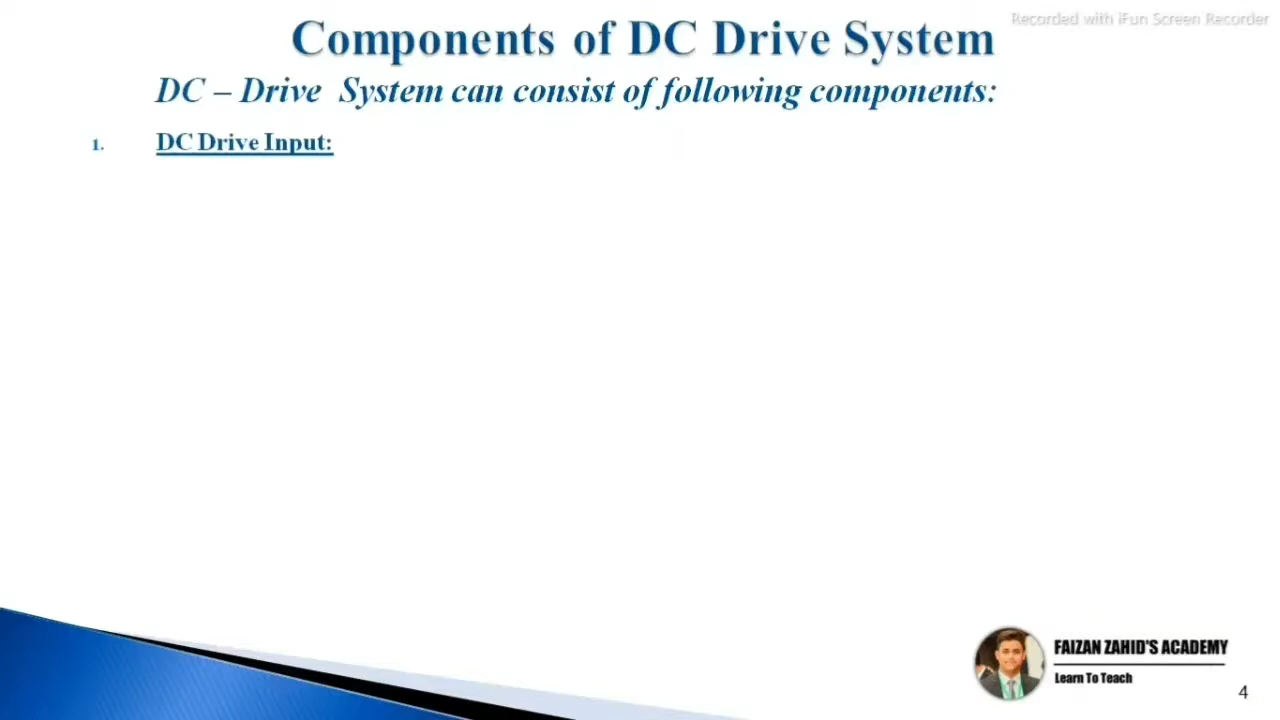 Recorded with iFun Screen Recorder
Components of DC Drive System
DC – Drive System can consist of following components:
1. DC Drive Input:
FAIZAN ZAHID'S ACADEMY
Learn To Teach
4